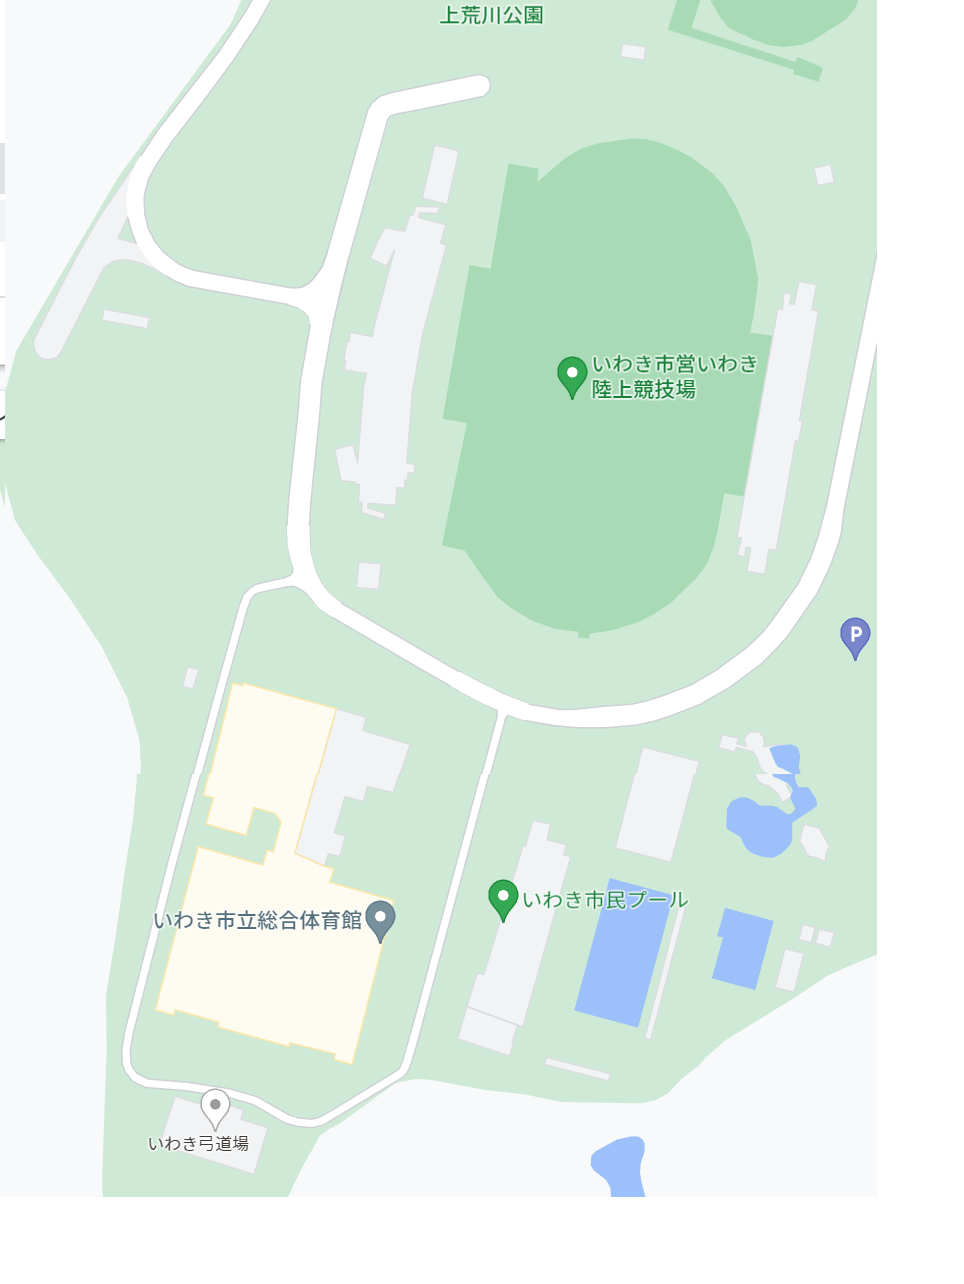 上荒川公園
いわき市営いわき
陸上競技場
P
いわき市民プール
いわき市立総合体育館
いわき弓道場